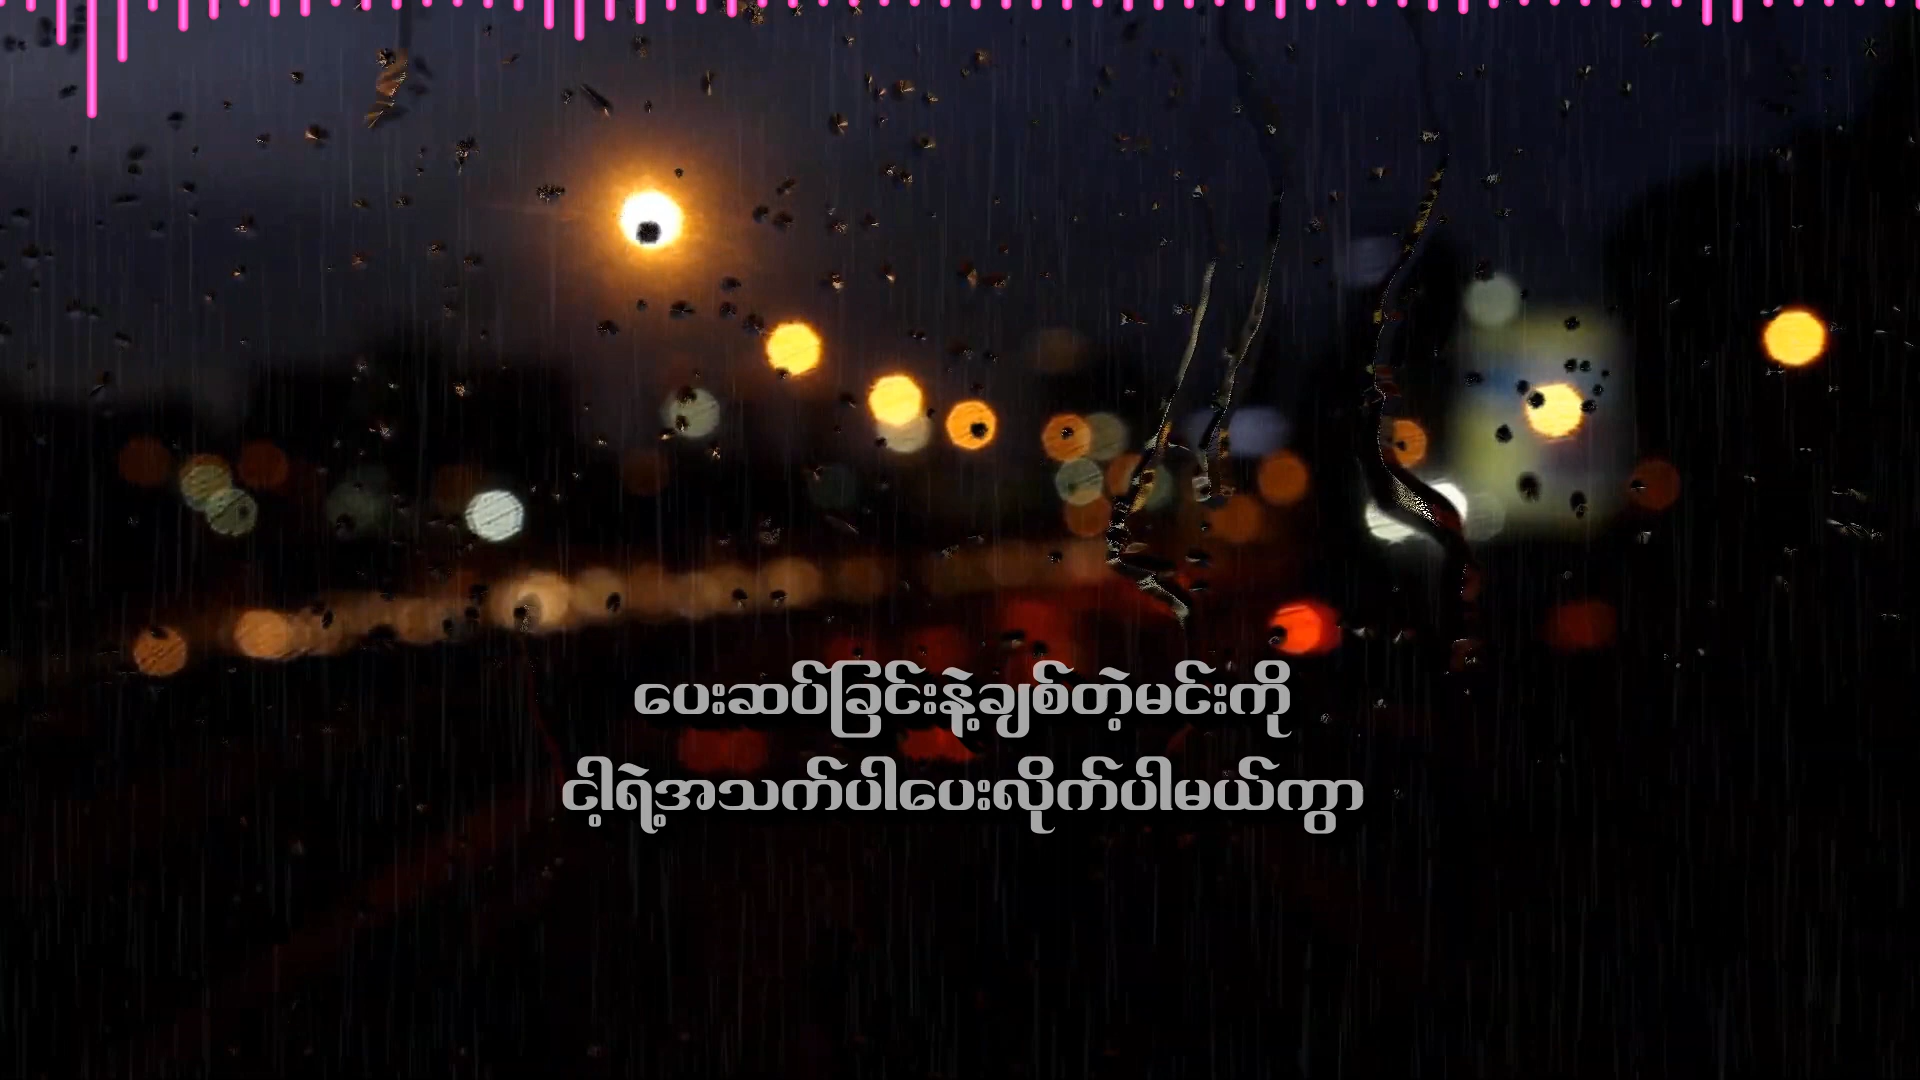 ပေးဆပ်ခြင်းနဲ့ချစ်တဲ့မင်းကို
ငါ့ရဲ့အသက်ပါပေးလိုက်ပါမယ်ကွာ